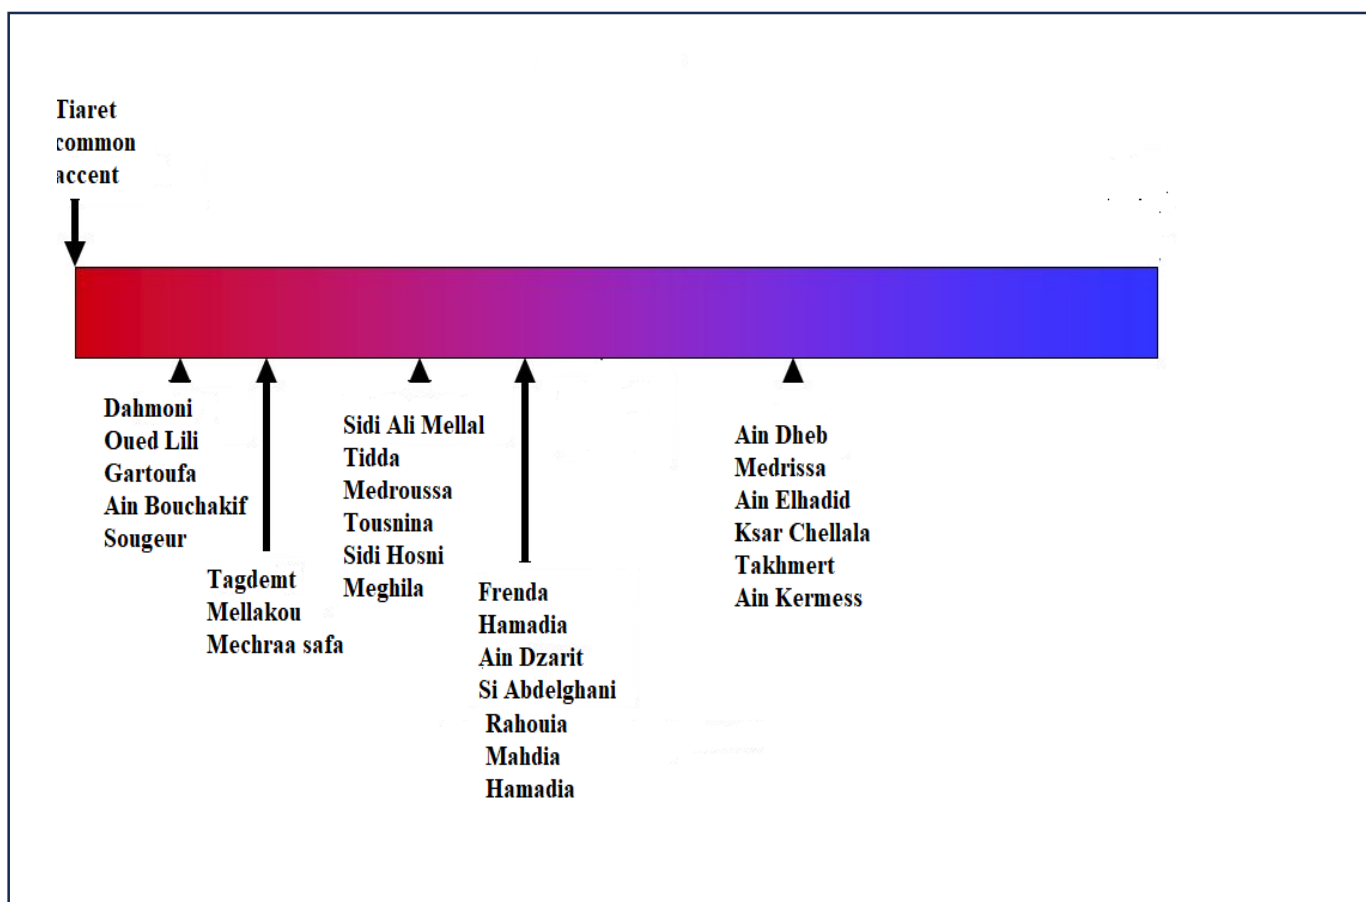 Tiaret
common
accent
Dahmoni
Oued Lili
Gartoufa
Ain Bouchakif
Sougeur
Tagdemt
Mellakou
Mechraa safa
Sidi Ali Mellal
Tidda
Medroussa
Tousnina
Sidi Hosni
Meghila
Frenda
Hamadia
Ain Dzarit
Si Abdelghani
Rahouia
Mahdia
Hamadia
Ain Dheb
Medrissa
Ain Elhadid
Ksar Chellala
Takhmert
Ain Kermess